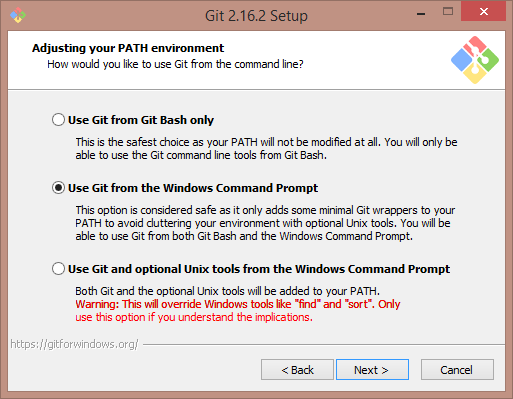 Git 2.16.2 Setup
Adjusting your PATH environment
How would you like to use Git from the command line?
Use Git from Git Bash only
This is the safest choice as your PATH will not be modified at all. You will only be
able to use the Git command line tools from Git Bash.
Use Git from the Windows Command Prompt
This option is considered safe as it only adds some minimal Git wrappers to your
PATH to avoid cluttering your environment with optional Unix tools. You will be
able to use Git from both Git Bash and the Windows Command Prompt.
Use Git and optional Unix tools from the Windows Command Prompt
Both Git and the optional Unix tools will be added to your PATH.
Warning: This will override Windows tools like "find" and "sort". Only
use this option if you understand the implications.
https://gitforwindows.org/
< Back
Next >
Cancel